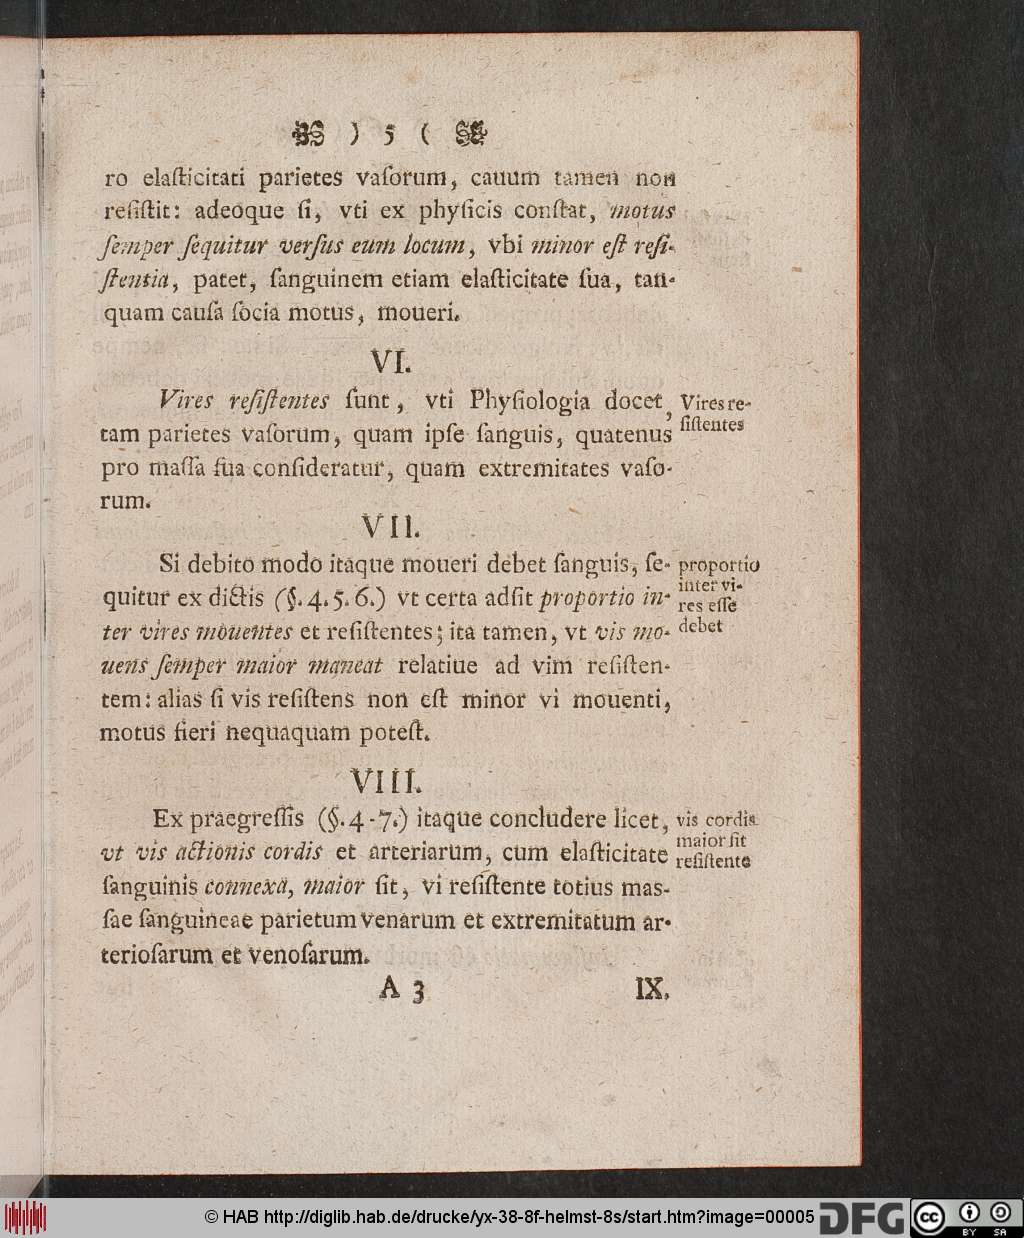 ) 5 (
ro elaſticitati parietes vaſorum, cauum tamen non
reſiſtit: adeoque ſi, vti ex phyſicis conſtat, motus
ſemper ſequitur verſus eum locum, vbi minor eſt reſi-
ſtentia, patet, ſanguinem etiam elaſticitate ſua, tan-
quam cauſa ſocia motus, moueri.
VI.
Vires reſiſtentes ſunt, vti Phyſiologia docet,
tam parietes vaſorum, quam ipſe ſanguis, quatenus
pro maſſa ſua conſideratur, quam extremitates vaſo-
rum.
Vires re-
ſiſtentes
VII.
Si debito modo itaque moueri debet ſanguis, ſe-
quitur ex dictis (§. 4. 5. 6.) vt certa adſit proportio in-
ter vires mouentes et reſiſtentes; ita tamen, vt vis mo-
uens ſemper maior maneat relatiue ad vim reſiſten-
tem: alias ſi vis reſiſtens non eſt minor vi mouenti,
motus fieri nequaquam poteſt.
proportio
inter vi-
res eſſe
debet
VIII.
Ex praegreſſis (§. 4-7.) itaque concludere licet,
vt vis actionis cordis et arteriarum, cum elaſticitate
ſanguinis connexa, maior ſit, vi reſiſtente totius mas-
ſae ſanguineae parietum venarum et extremitatum ar-
terioſarum et venoſarum.
vis cordis
maior ſit
reſiſtente
A 3
IX.
© HAB http://diglib.hab.de/drucke/yx-38-8f-helmst-8s/start.htm?image=00005
DFG
cc
BY SA